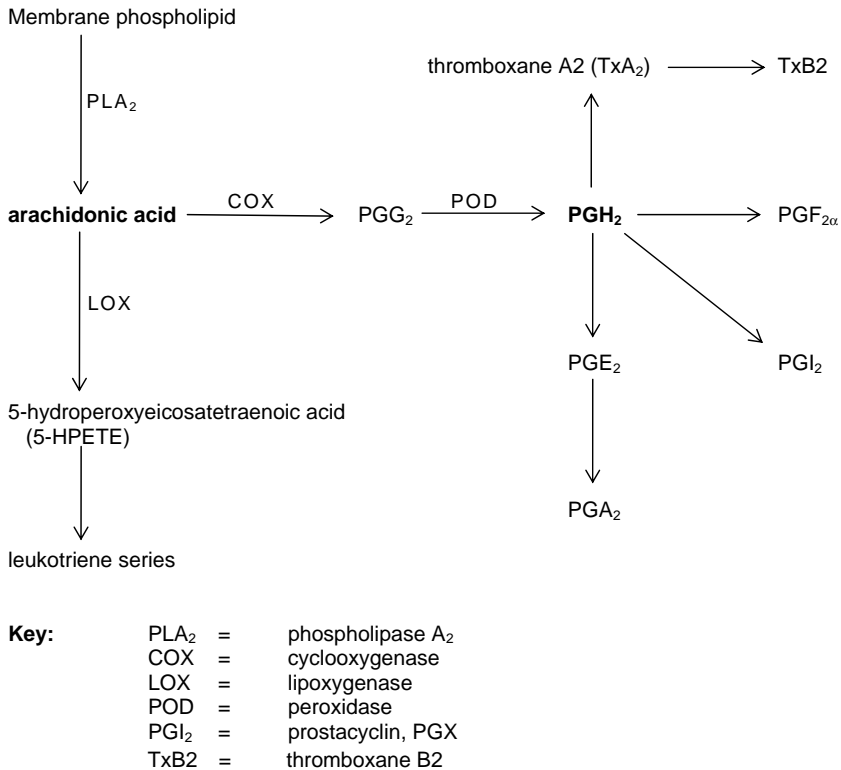 Membrane phospholipid
thromboxane A2 (TxA₂)
TxB2
PLA₂
arachidonic acid
COX
PGG₂
POD
PGH₂
PGF₂α
LOX
PGE₂
PGI₂
5-hydroperoxyeicosatetraenoic acid
(5-HPETE)
PGA₂
leukotriene series
Key:
PLA₂ = phospholipase A₂
COX = cyclooxygenase
LOX = lipoxygenase
POD = peroxidase
PGI₂ = prostacyclin, PGX
TxB2 = thromboxane B2